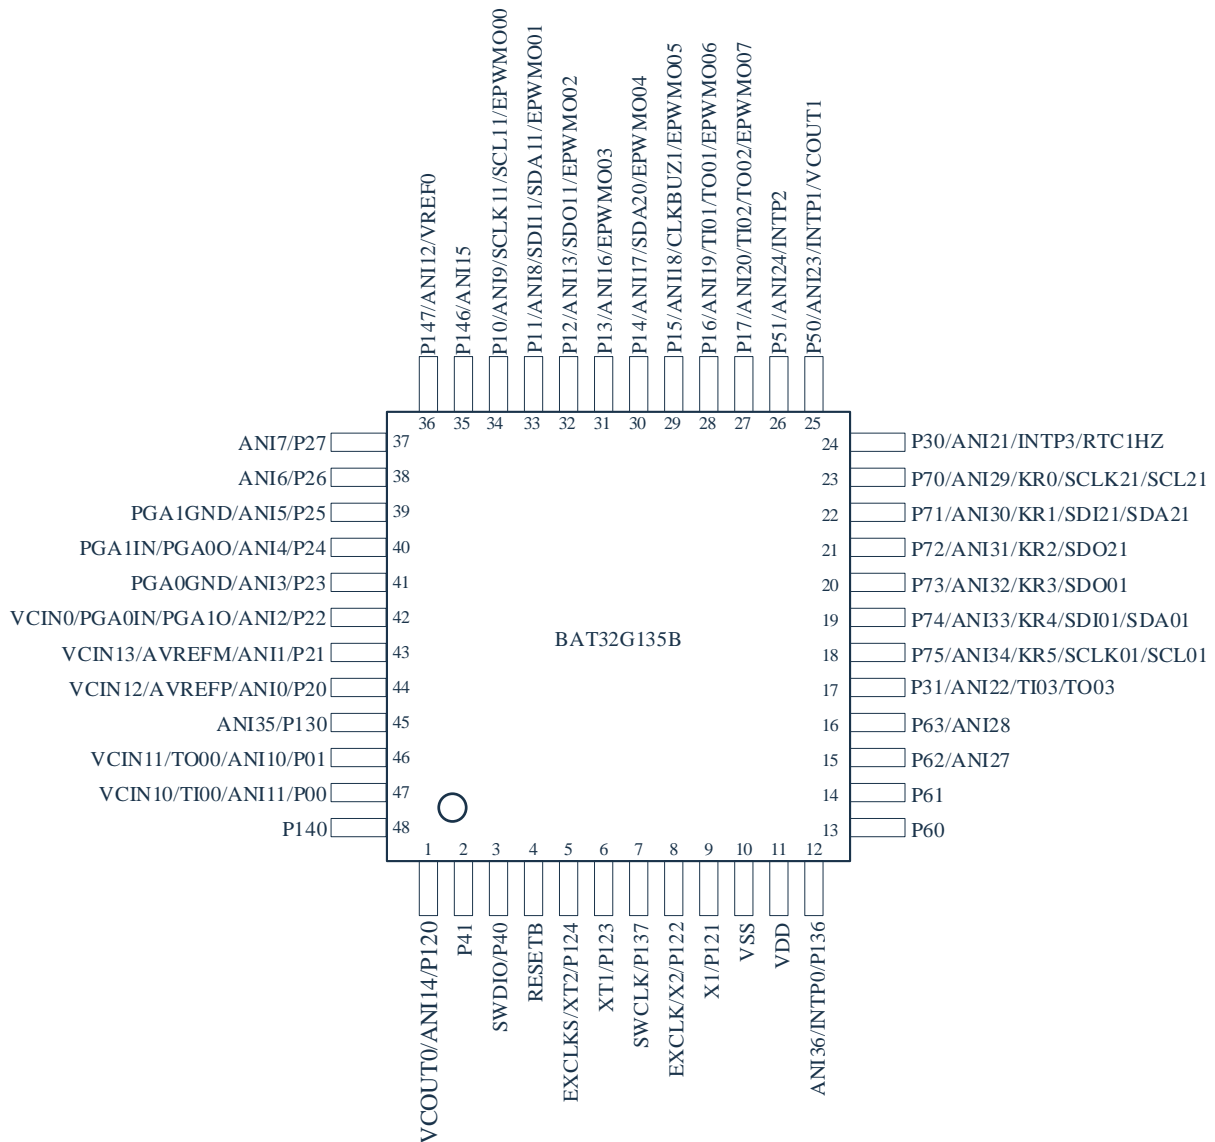 P147/ANI12/VREF0
P146/ANI15
P10/ANI9/SCLK11/SCL11/EPWMO00
P11/ANI8/SDI11/SDA11/EPWMO01
P12/ANI13/SDO11/EPWMO02
P13/ANI16/EPWMO03
P14/ANI17/SDA20/EPWMO04
P15/ANI18/CLKBUZ1/EPWMO05
P16/ANI19/TI01/TO01/EPWMO06
P17/ANI20/TI02/TO02/EPWMO07
P51/ANI24/INTP2
P50/ANI23/INTP1/VCOUT1
36 35 34 33 32 31 30 29 28 27 26 25
ANI7/P27 37
ANI6/P26 38
PGA1GND/ANI5/P25 39
PGA1IN/PGA0O/ANI4/P24 40
PGA0GND/ANI3/P23 41
VCIN0/PGA0IN/PGA1O/ANI2/P22 42
VCIN13/AVREFM/ANI1/P21 43
VCIN12/AVREFP/ANI0/P20 44
ANI35/P130 45
VCIN11/TO00/ANI10/P01 46
VCIN10/TI00/ANI11/P00 47
P140 48
BAT32G135B
24 P30/ANI21/INTP3/RTC1HZ
23 P70/ANI29/KR0/SCLK21/SCL21
22 P71/ANI30/KR1/SDI21/SDA21
21 P72/ANI31/KR2/SDO21
20 P73/ANI32/KR3/SDO01
19 P74/ANI33/KR4/SDI01/SDA01
18 P75/ANI34/KR5/SCLK01/SCL01
17 P31/ANI22/TI03/TO03
16 P63/ANI28
15 P62/ANI27
14 P61
13 P60
1 2 3 4 5 6 7 8 9 10 11 12
VCOUT0/ANI14/P120
P41
SWDIO/P40
RESETB
EXCLKS/XT2/P124
XT1/P123
SWCLK/P137
EXCLK/X2/P122
X1/P121
VSS
VDD
ANI36/INTP0/P136